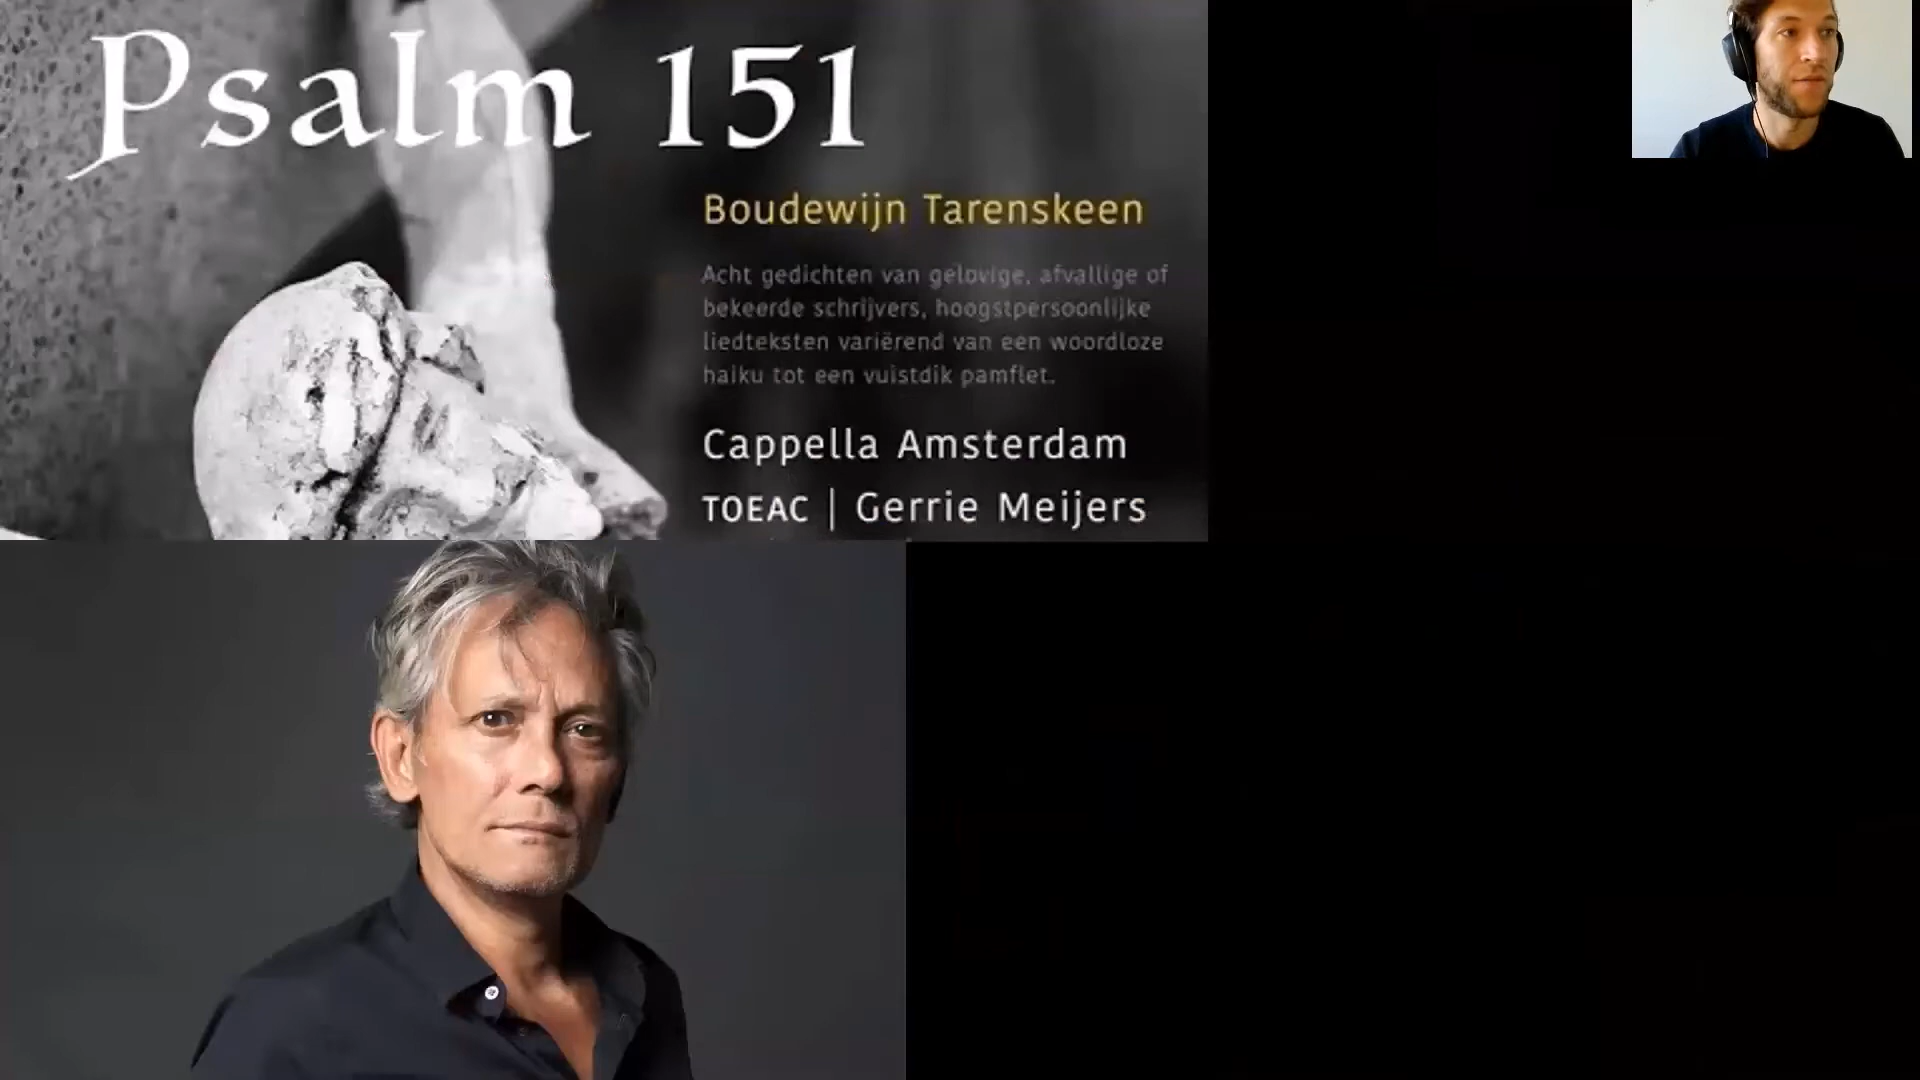 Psalm 151
Boudewijn Tarenskeen
Acht gedichten van gelovige, afvallige of
bekeerde schrijvers, hoogstpersoonlijke
liedteksten variërend van een woordloze
haiku tot een vuistdik pamflet.
Cappella Amsterdam
TOEAC | Gerrie Meijers